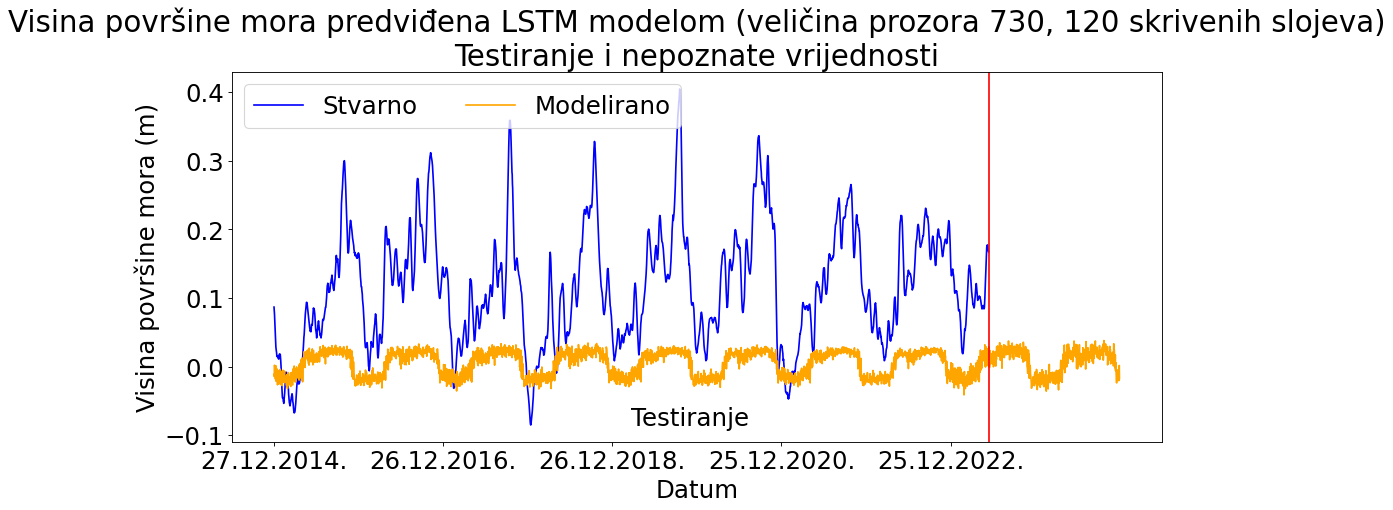 Visina površine mora predviđena LSTM modelom (veličina prozora 730, 120 skrivenih slojeva)
Testiranje i nepoznate vrijednosti
Stvarno Modelirano
Visina površine mora (m)
0.4
0.3
0.2
0.1
0.0
−0.1
Testiranje
27.12.2014. 26.12.2016. 26.12.2018. 25.12.2020. 25.12.2022.
Datum